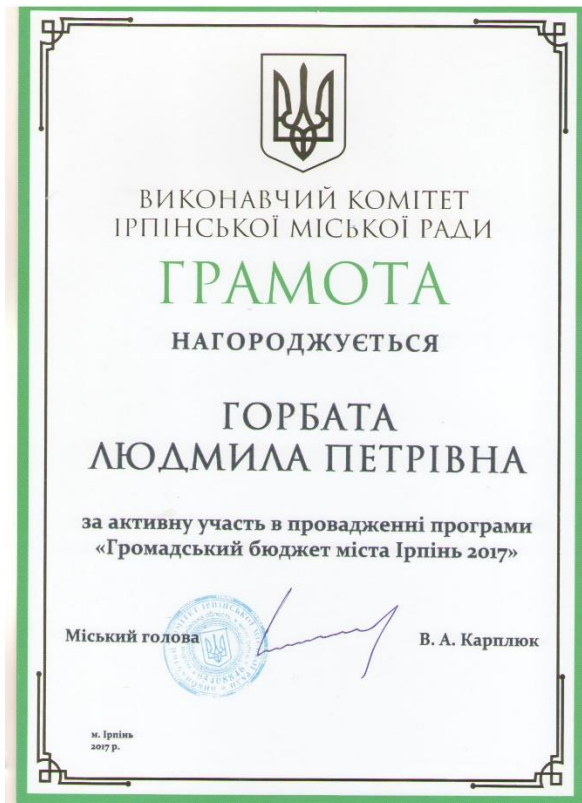 ВИКОНАВЧИЙ КОМІТЕТ
ІРПІНСЬКОЇ МІСЬКОЇ РАДИ
ГРАМОТА
НАГОРОДЖУЄТЬСЯ
ГОРБАТА
ЛЮДМИЛА ПЕТРІВНА
за активну участь в провадженні програми
«Громадський бюджет міста Ірпінь 2017»
Міський голова
В. А. Карплюк
м. Ірпінь
2017 р.